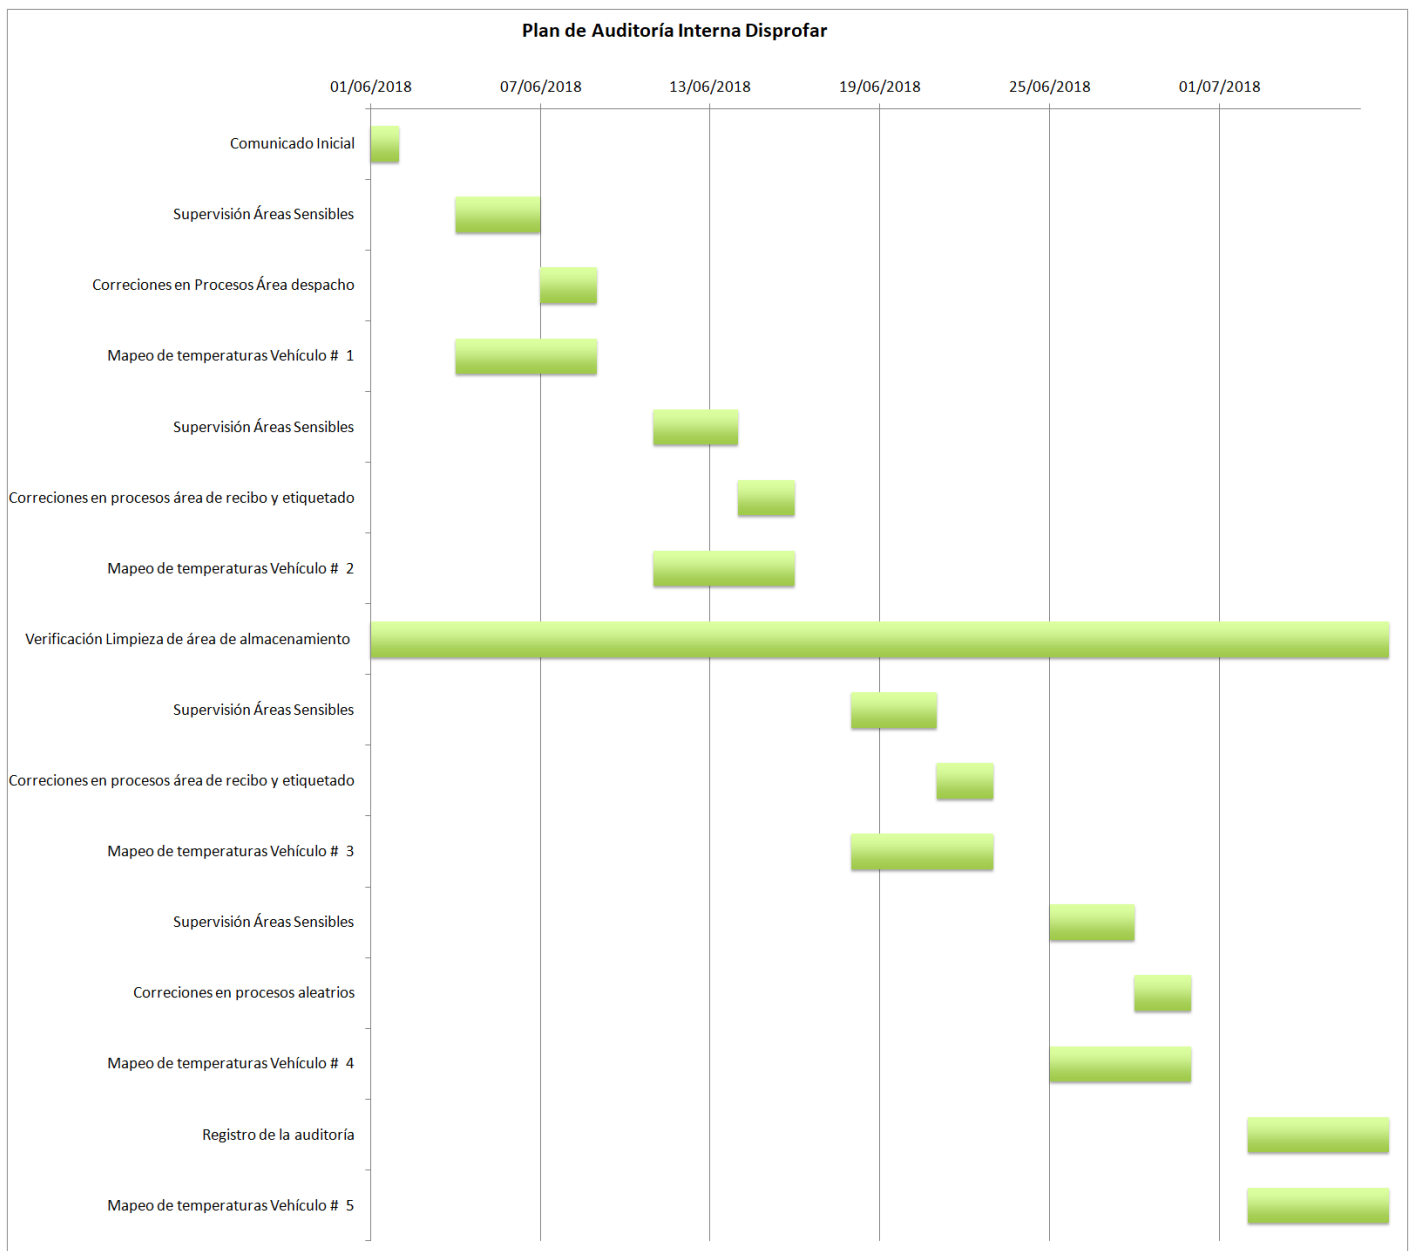 Plan de Auditoría Interna Disprofar
01/06/2018 07/06/2018 13/06/2018 19/06/2018 25/06/2018 01/07/2018
Comunicado Inicial
Supervisión Áreas Sensibles
Correciones en Procesos Área despacho
Mapeo de temperaturas Vehículo # 1
Supervisión Áreas Sensibles
Correciones en procesos área de recibo y etiquetado
Mapeo de temperaturas Vehículo # 2
Verificación Limpieza de área de almacenamiento
Supervisión Áreas Sensibles
Correciones en procesos área de recibo y etiquetado
Mapeo de temperaturas Vehículo # 3
Supervisión Áreas Sensibles
Correciones en procesos aleatrios
Mapeo de temperaturas Vehículo # 4
Registro de la auditoría
Mapeo de temperaturas Vehículo # 5